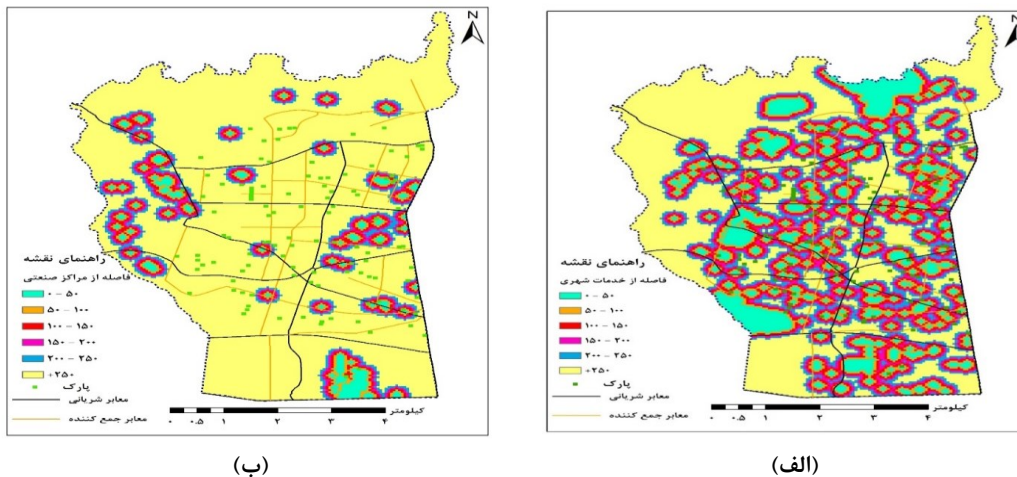 N
راهنمای نقشه
فاصله از خدمات شهری
۰ - ۵۰
۵۰ - ۱۰۰
۱۰۰ - ۱۵۰
۱۵۰ - ۲۰۰
۲۰۰ - ۲۵۰
+۲۵۰
پارک
معابر شریانی
معابر جمع کننده
کیلومتر
۰ ۰.۵ ۱ ۲ ۳ ۴
(الف)
N
راهنمای نقشه
فاصله از مراکز صنعتی
۰ - ۵۰
۵۰ - ۱۰۰
۱۰۰ - ۱۵۰
۱۵۰ - ۲۰۰
۲۰۰ - ۲۵۰
+۲۵۰
پارک
معابر شریانی
معابر جمع کننده
کیلومتر
۰ ۰.۵ ۱ ۲ ۳ ۴
(ب)